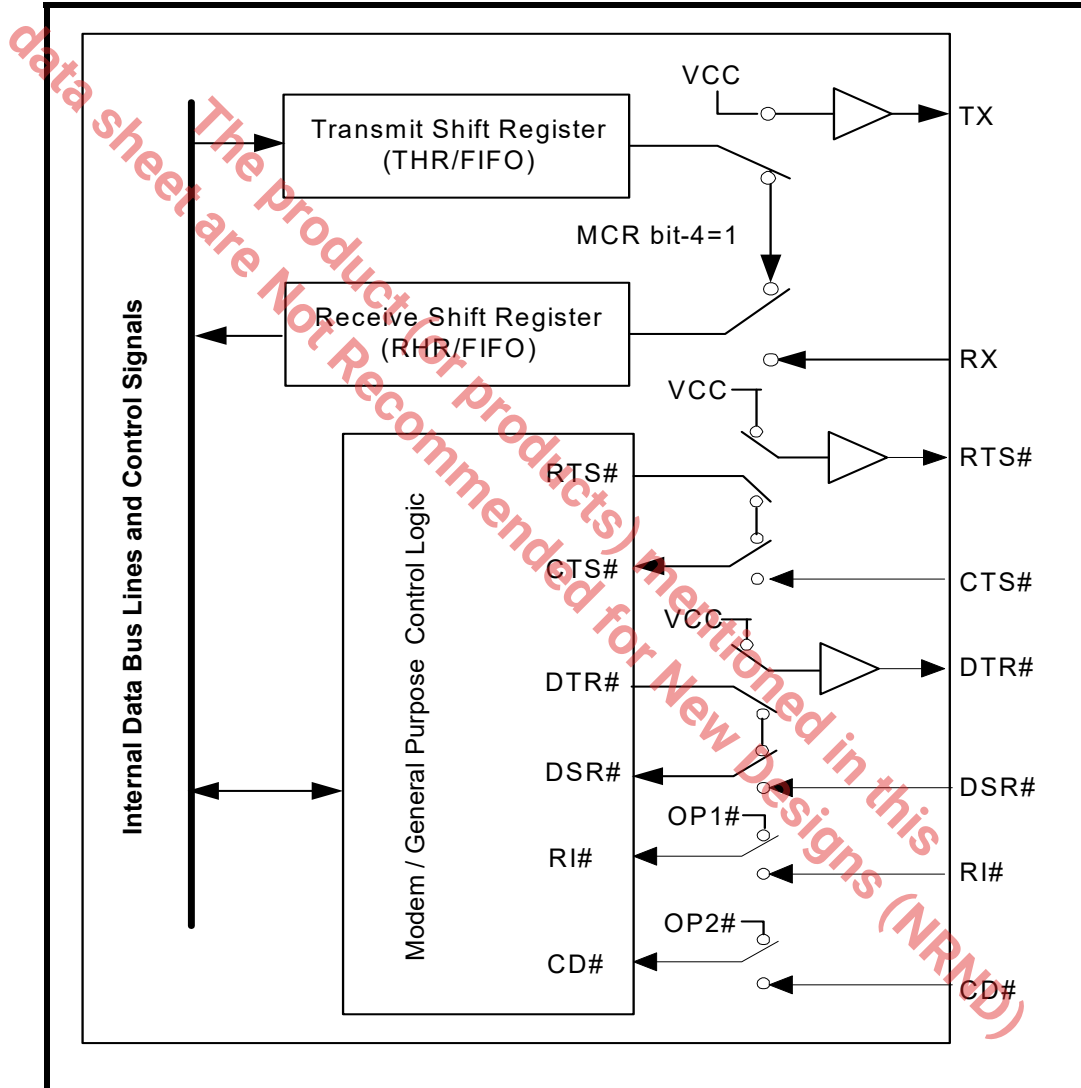 The product (or products) mentioned in this
data sheet are Not Recommended for New Designs (NRND)
VCC
TX
Transmit Shift Register
(THR/FIFO)
MCR bit-4=1
Receive Shift Register
(RHR/FIFO)
RX
VCC
RTS#
RTS#
CTS#
CTS#
VCC
DTR#
DTR#
DSR#
DSR#
OP1#
RI#
RI#
OP2#
CD#
CD#
Internal Data Bus Lines and Control Signals
Modem / General Purpose Control Logic